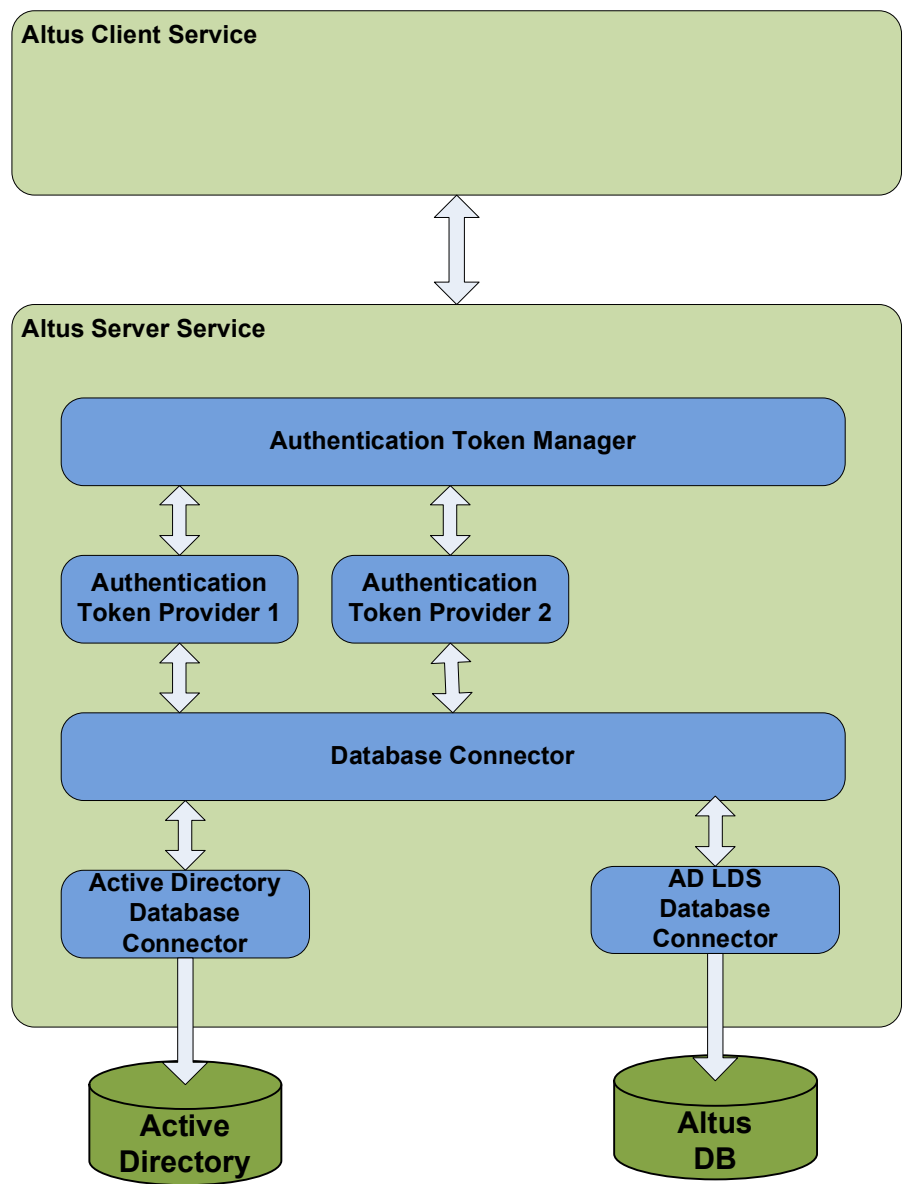 Altus Client Service
Altus Server Service
Authentication Token Manager
Authentication
Token Provider 1
Authentication
Token Provider 2
Database Connector
Active Directory
Database
Connector
AD LDS
Database
Connector
Active
Directory
Altus
DB